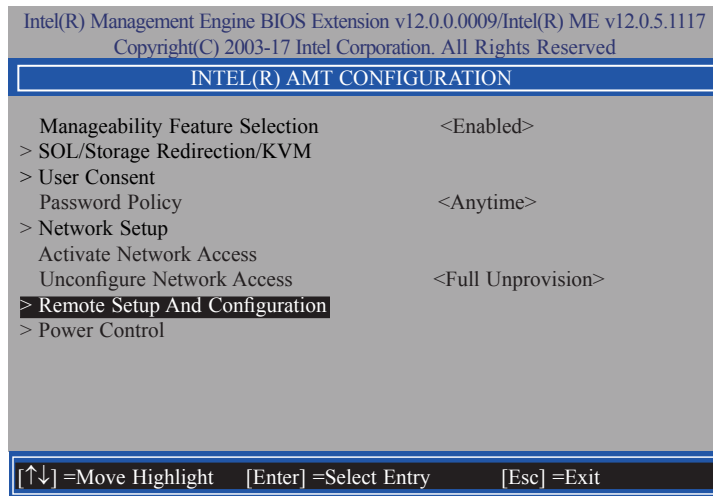 Intel(R) Management Engine BIOS Extension v12.0.0.0009/Intel(R) ME v12.0.5.1117
Copyright(C) 2003-17 Intel Corporation. All Rights Reserved
INTEL(R) AMT CONFIGURATION
Manageability Feature Selection <Enabled>
> SOL/Storage Redirection/KVM
> User Consent
Password Policy <Anytime>
> Network Setup
Activate Network Access
Unconfigure Network Access <Full Unprovision>
> Remote Setup And Configuration
> Power Control
[↑↓] =Move Highlight [Enter] =Select Entry [Esc] =Exit